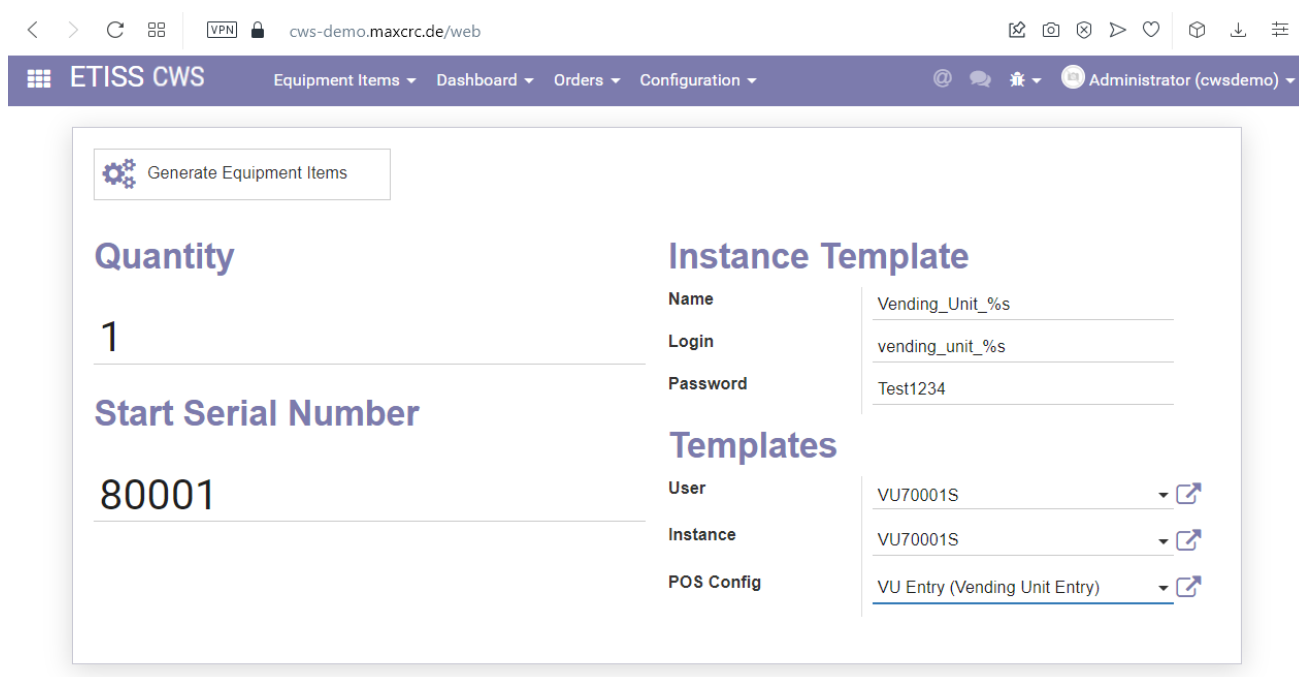 VPN cws-demo.maxcrc.de/web
ETISS CWS Equipment Items Dashboard Orders Configuration @ Administrator (cwsdemo)
Generate Equipment Items
Quantity
1
Start Serial Number
80001
Instance Template
Name Vending_Unit_%s
Login vending_unit_%s
Password Test1234
Templates
User VU70001S
Instance VU70001S
POS Config VU Entry (Vending Unit Entry)